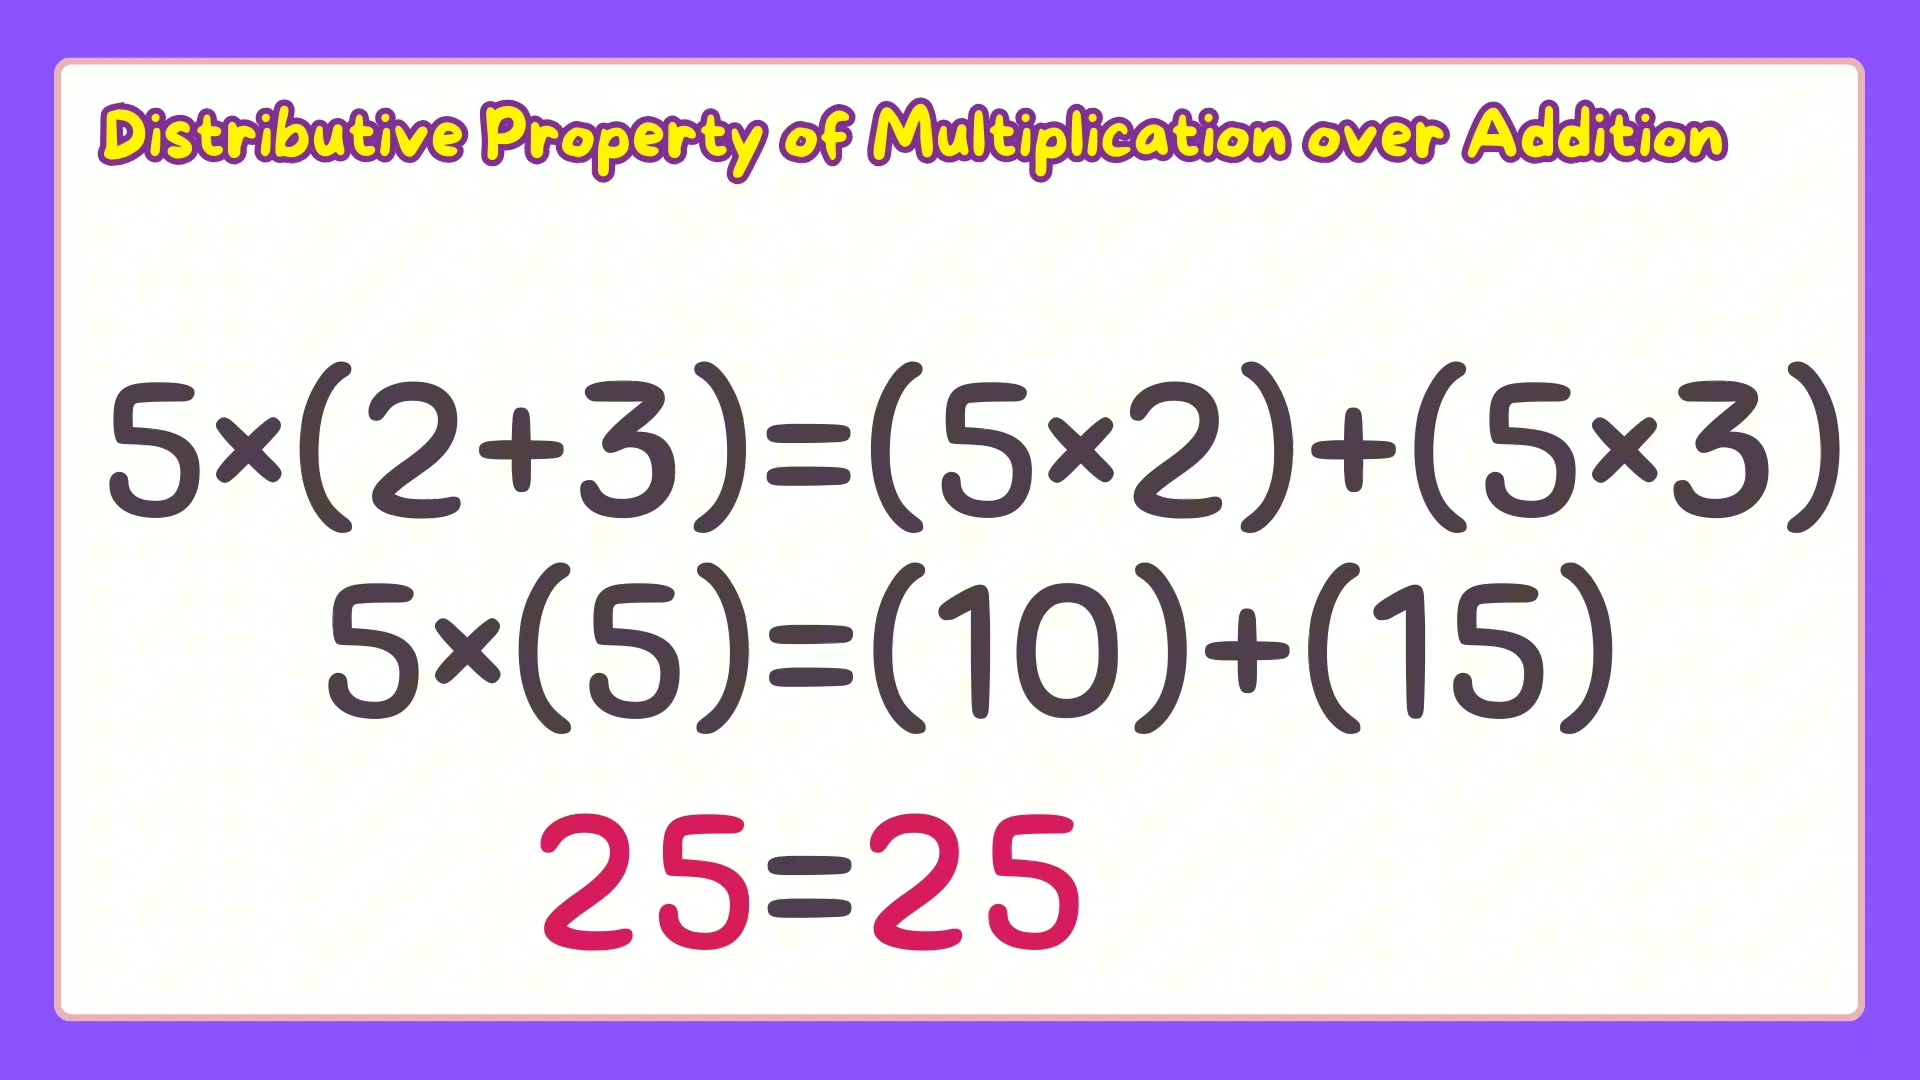 Distributive Property of Multiplication over Addition
5×(2+3)=(5×2)+(5×3)
5×(5)=(10)+(15)
25=25